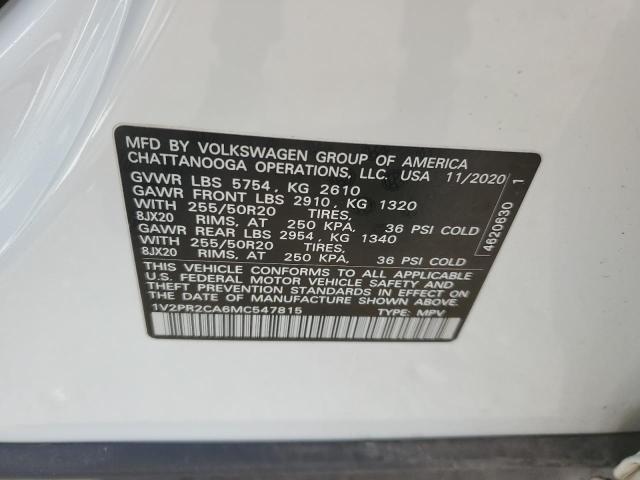 MFD BY VOLKSWAGEN GROUP OF AMERICA
CHATTANOOGA OPERATIONS, LLC. USA 11/2020
GVWR LBS 5754, KG 2610
GAWR FRONT LBS 2910, KG 1320
WITH 255/50R20 TIRES,
8JX20 RIMS, AT 250 KPA, 36 PSI COLD
GAWR REAR LBS 2954, KG 1340
WITH 255/50R20 TIRES,
8JX20 RIMS, AT 250 KPA, 36 PSI COLD
THIS VEHICLE CONFORMS TO ALL APPLICABLE
U.S. FEDERAL MOTOR VEHICLE SAFETY AND
THEFT PREVENTION STANDARDS IN EFFECT ON
THE DATE OF MANUFACTURE SHOWN ABOVE.
1V2PR2CA6MC547815 TYPE: MPV
4620630 1